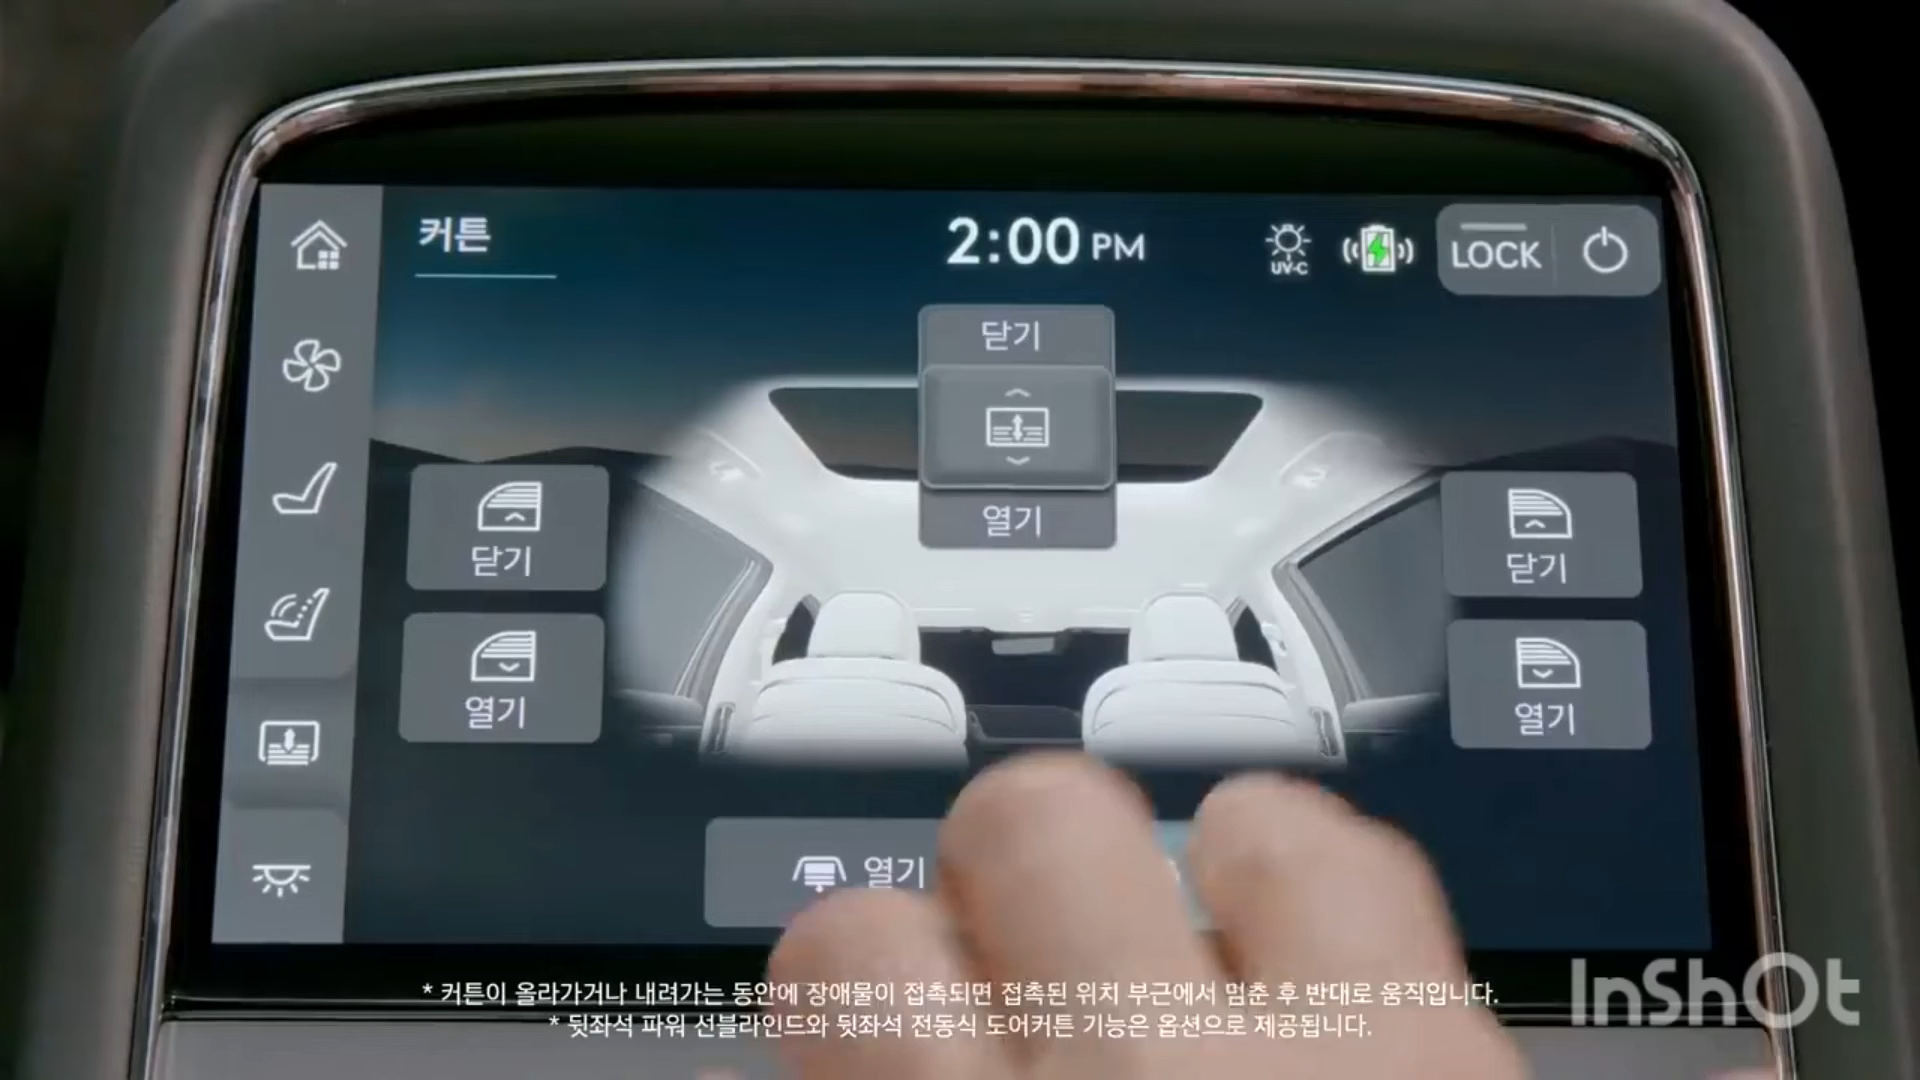 커튼
2:00 PM
UV-C
LOCK
닫기
열기
닫기
열기
닫기
열기
열기
* 커튼이 올라가거나 내려가는 동안에 장애물이 접촉되면 접촉된 위치 부근에서 멈춘 후 반대로 움직입니다.
* 뒷좌석 파워 선블라인드와 뒷좌석 전동식 도어커튼 기능은 옵션으로 제공됩니다.
InShOt